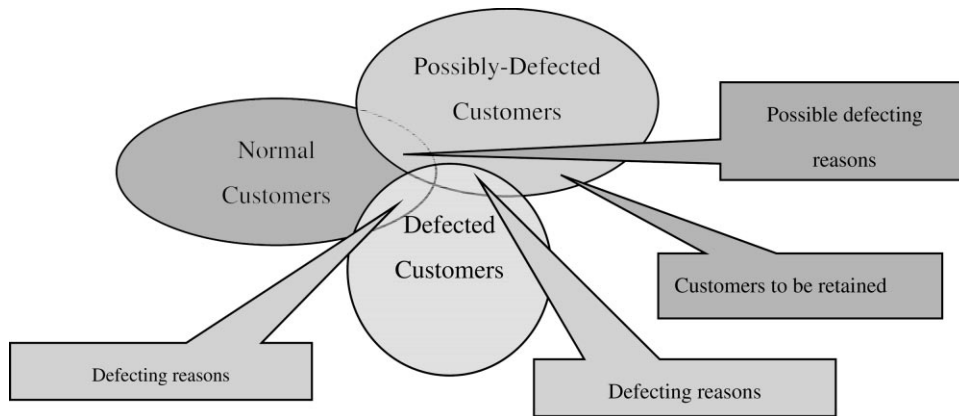 Possibly-Defected
Customers
Normal
Customers
Possible defecting
reasons
Defected
Customers
Customers to be retained
Defecting reasons
Defecting reasons